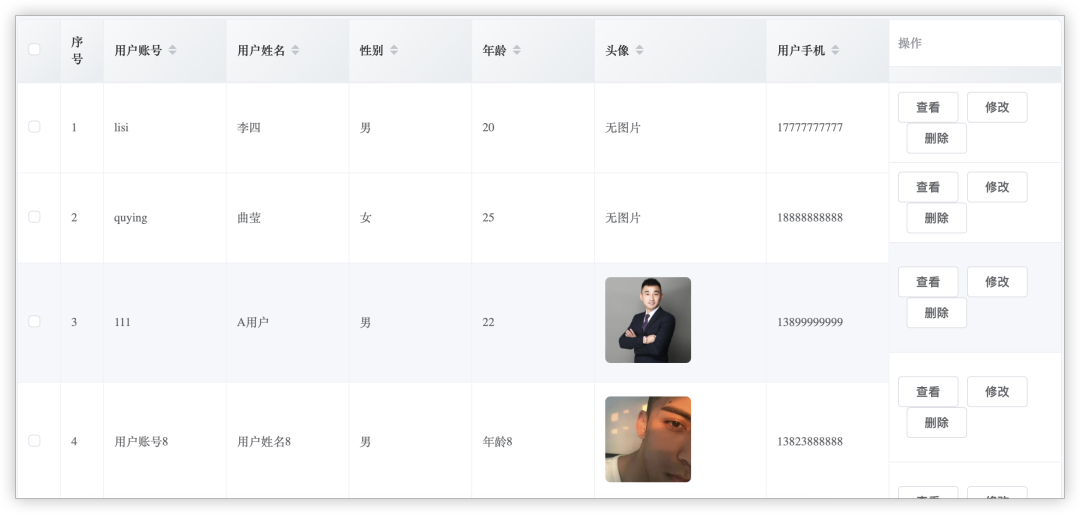 序号 用户账号 用户姓名 性别 年龄 头像 用户手机 操作
1 lisi 李四 男 20 无图片 17777777777 查看 修改
删除
2 quying 曲莹 女 25 无图片 18888888888 查看 修改
删除
3 111 A用户 男 22 13899999999 查看 修改
删除
4 用户账号8 用户姓名8 男 年龄8 13823888888 查看 修改
删除
查看 修改